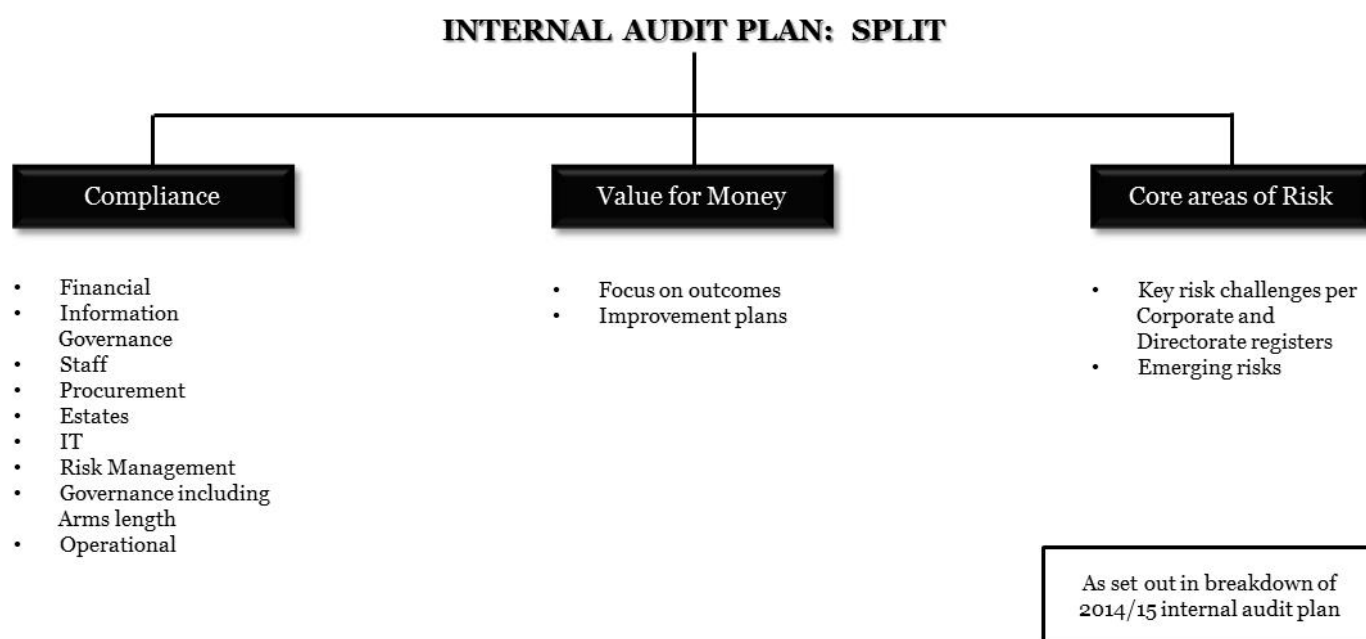 INTERNAL AUDIT PLAN: SPLIT
Compliance
• Financial
• Information
Governance
• Staff
• Procurement
• Estates
• IT
• Risk Management
• Governance including
Arms length
• Operational
Value for Money
• Focus on outcomes
• Improvement plans
Core areas of Risk
• Key risk challenges per
Corporate and
Directorate registers
• Emerging risks
As set out in breakdown of
2014/15 internal audit plan